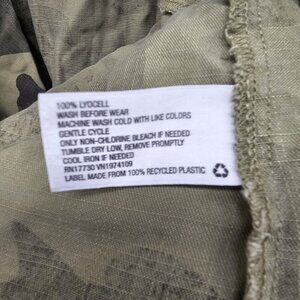 100% LYOCELL
WASH BEFORE WEAR
MACHINE WASH COLD WITH LIKE COLORS
GENTLE CYCLE
ONLY NON-CHLORINE BLEACH IF NEEDED
TUMBLE DRY LOW, REMOVE PROMPTLY
COOL IRON IF NEEDED
RN17730 VN1974109
LABEL MADE FROM 100% RECYCLED PLASTIC